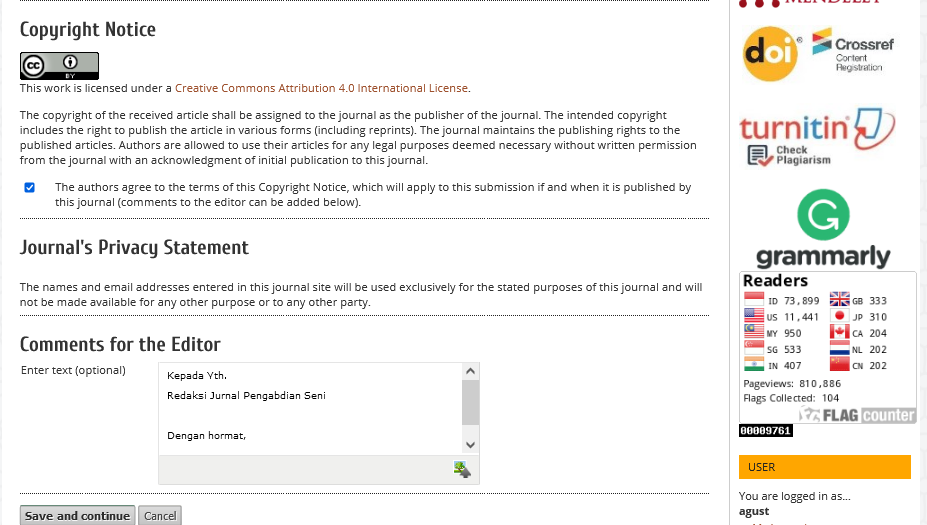 Copyright Notice
cc BY
This work is licensed under a Creative Commons Attribution 4.0 International License.
The copyright of the received article shall be assigned to the journal as the publisher of the journal. The intended copyright
includes the right to publish the article in various forms (including reprints). The journal maintains the publishing rights to the
published articles. Authors are allowed to use their articles for any legal purposes deemed necessary without written permission
from the journal with an acknowledgment of initial publication to this journal.
The authors agree to the terms of this Copyright Notice, which will apply to this submission if and when it is published by
this journal (comments to the editor can be added below).
Journal's Privacy Statement
The names and email addresses entered in this journal site will be used exclusively for the stated purposes of this journal and will
not be made available for any other purpose or to any other party.
Comments for the Editor
Enter text (optional)
Kepada Yth.
Redaksi Jurnal Pengabdian Seni
Dengan hormat,
Save and continue
Cancel
MENDELEY
doi®
Crossref
Content
Registration
turnitin
Check
Plagiarism
G
grammarly
Readers
ID 73,899 GB 333
US 11,441 JP 310
MY 950 CA 204
SG 533 NL 202
IN 407 CN 202
Pageviews: 810,886
Flags Collected: 104
FLAG counter
00009761
USER
You are logged in as...
agust